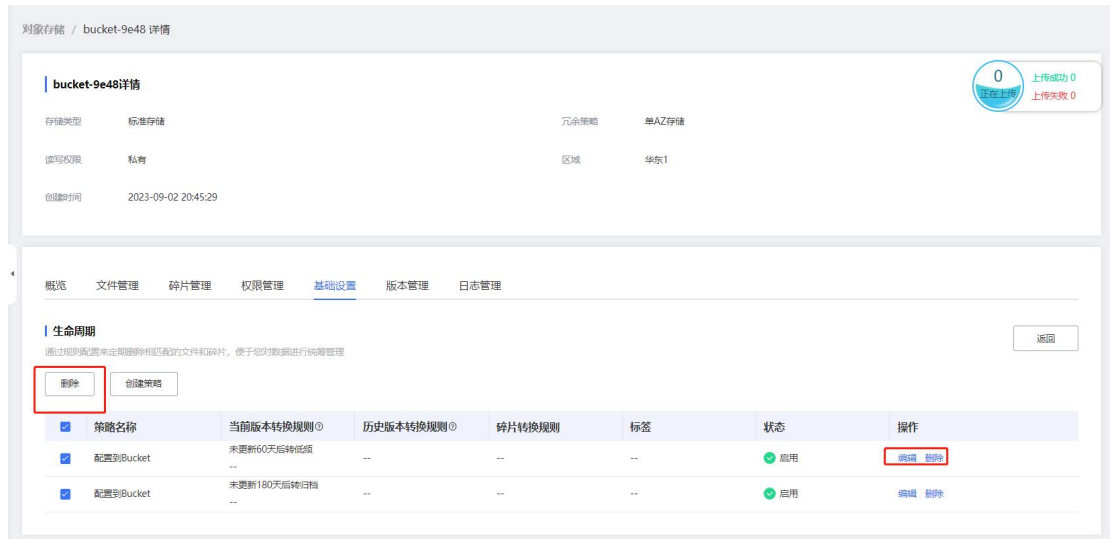 对象存储 / bucket-9e48 详情
bucket-9e48详情
0
正在上传
上传成功 0
上传失败 0
存储类型 标准存储 冗余策略 单AZ存储
读写权限 私有 区域 华东1
创建时间 2023-09-02 20:45:29
概览 文件管理 碎片管理 权限管理 基础设置 版本管理 日志管理
生命周期
返回
通过规则配置来定期删除相匹配的文件和碎片，便于您对数据进行统筹管理
删除 创建策略
策略名称 当前版本转换规则? 历史版本转换规则? 碎片转换规则 标签 状态 操作
配置到Bucket 未更新60天后转低频 -- -- -- 启用 编辑 删除
--
配置到Bucket 未更新180天后转归档 -- -- -- 启用 编辑 删除
--